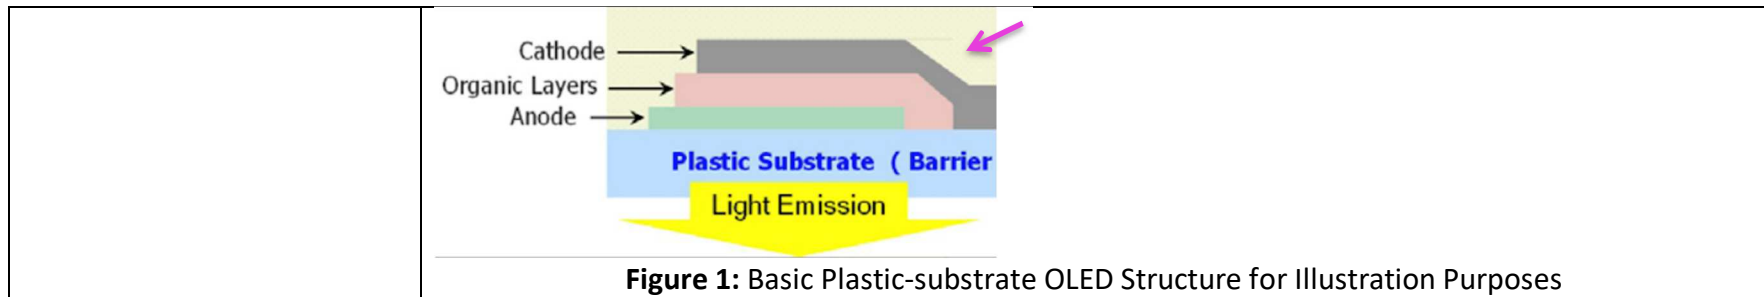 Cathode
Organic Layers
Anode
Plastic Substrate ( Barrier
Light Emission
Figure 1: Basic Plastic-substrate OLED Structure for Illustration Purposes